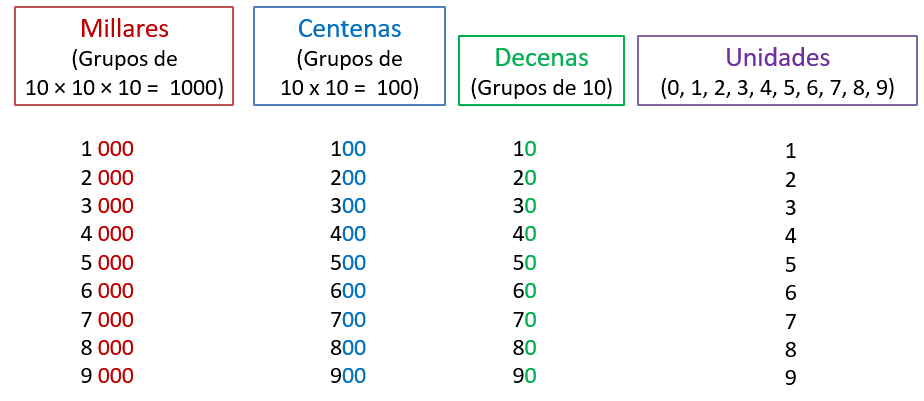 Millares
(Grupos de
10 × 10 × 10 = 1000)
Centenas
(Grupos de
10 x 10 = 100)
Decenas
(Grupos de 10)
Unidades
(0, 1, 2, 3, 4, 5, 6, 7, 8, 9)
1 000 100 10 1
2 000 200 20 2
3 000 300 30 3
4 000 400 40 4
5 000 500 50 5
6 000 600 60 6
7 000 700 70 7
8 000 800 80 8
9 000 900 90 9